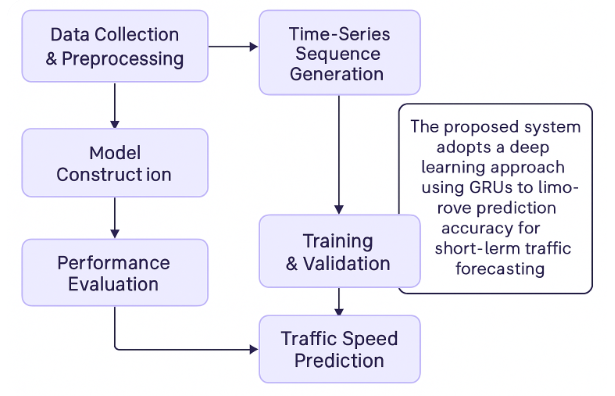 Data Collection
& Preprocessing
Time-Series
Sequence
Generation
Model
Construct ion
Performance
Evaluation
Training
& Validation
Traffic Speed
Prediction
The proposed system
adopts a deep
learning approach
using GRUs to limo-
rove prediction
accuracy for
short-lerm traffic
forecasting